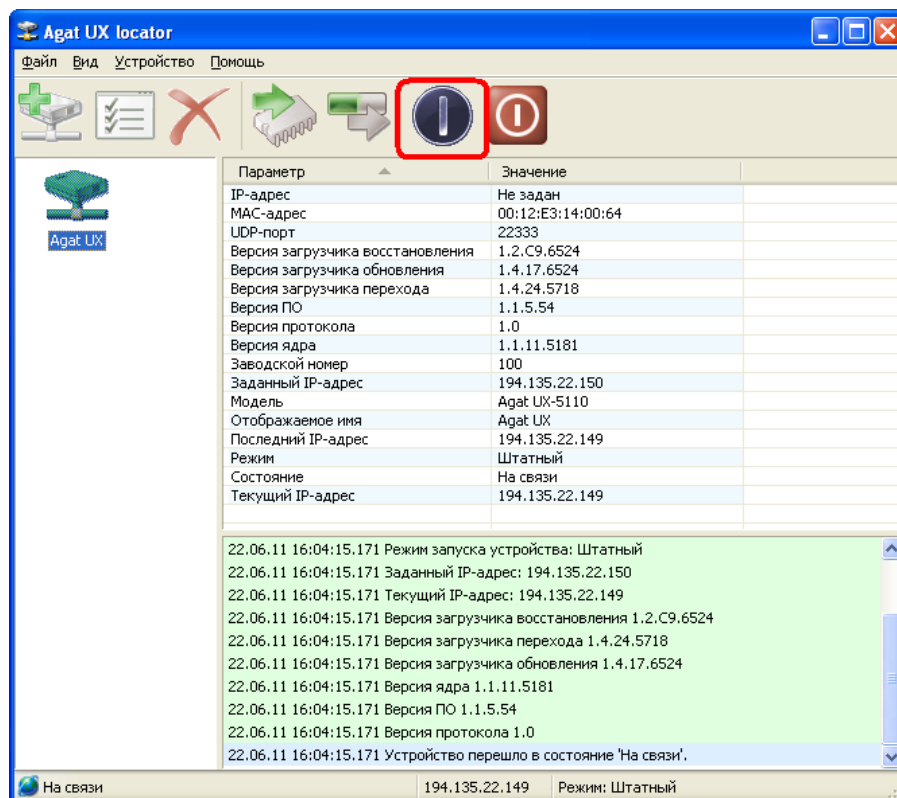 Agat UX locator
Файл Вид Устройство Помощь
Параметр Значение
IP-адрес Не задан
MAC-адрес 00:12:E3:14:00:64
UDP-порт 22333
Версия загрузчика восстановления 1.2.C9.6524
Версия загрузчика обновления 1.4.17.6524
Версия загрузчика перехода 1.4.24.5718
Версия ПО 1.1.5.54
Версия протокола 1.0
Версия ядра 1.1.11.5181
Заводской номер 100
Заданный IP-адрес 194.135.22.150
Модель Agat UX-5110
Отображаемое имя Agat UX
Последний IP-адрес 194.135.22.149
Режим Штатный
Состояние На связи
Текущий IP-адрес 194.135.22.149
Agat UX
22.06.11 16:04:15.171 Режим запуска устройства: Штатный
22.06.11 16:04:15.171 Заданный IP-адрес: 194.135.22.150
22.06.11 16:04:15.171 Текущий IP-адрес: 194.135.22.149
22.06.11 16:04:15.171 Версия загрузчика восстановления 1.2.C9.6524
22.06.11 16:04:15.171 Версия загрузчика перехода 1.4.24.5718
22.06.11 16:04:15.171 Версия загрузчика обновления 1.4.17.6524
22.06.11 16:04:15.171 Версия ядра 1.1.11.5181
22.06.11 16:04:15.171 Версия ПО 1.1.5.54
22.06.11 16:04:15.171 Версия протокола 1.0
22.06.11 16:04:15.171 Устройство перешло в состояние 'На связи'.
На связи 194.135.22.149 Режим: Штатный